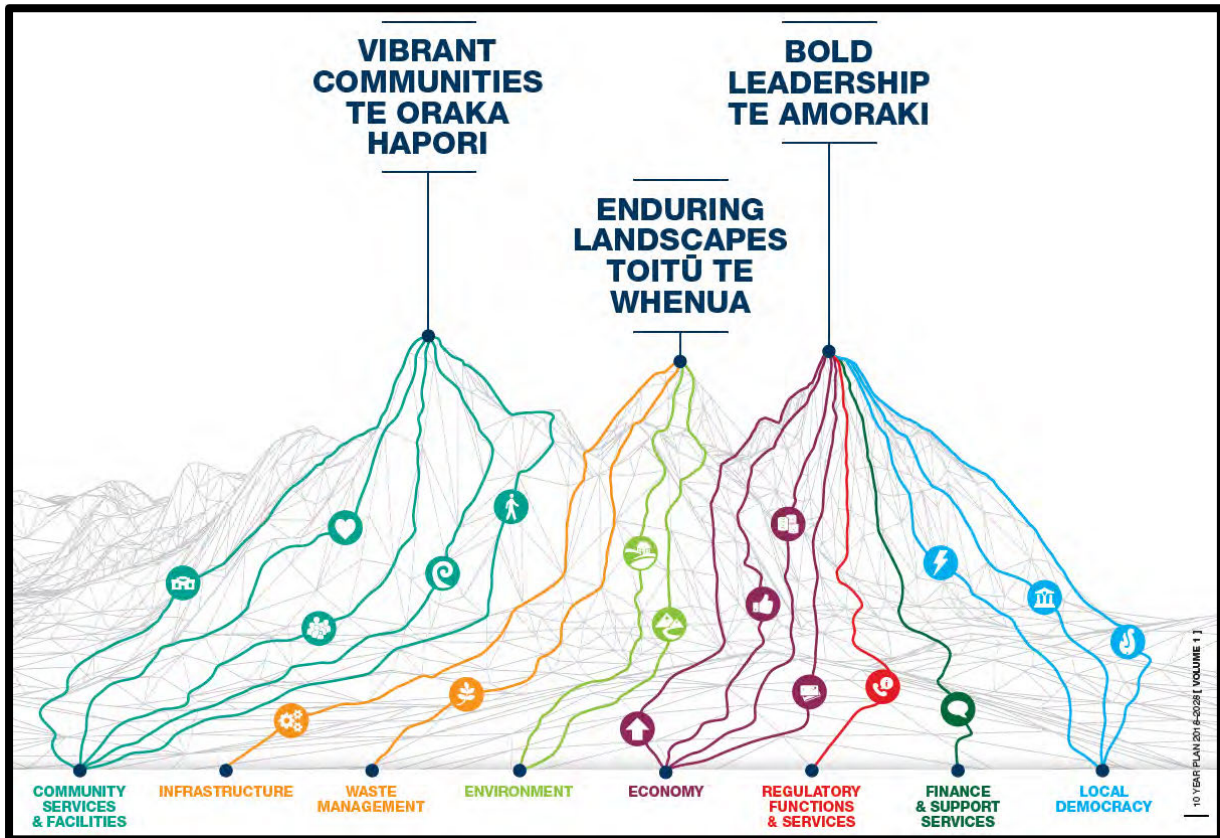 VIBRANT
COMMUNITIES
TE ORAKA
HAPORI
BOLD
LEADERSHIP
TE AMORAKI
ENDURING
LANDSCAPES
TOITŪ TE
WHENUA
COMMUNITY
SERVICES
& FACILITIES
INFRASTRUCTURE
WASTE
MANAGEMENT
ENVIRONMENT
ECONOMY
REGULATORY
FUNCTIONS
& SERVICES
FINANCE
& SUPPORT
SERVICES
LOCAL
DEMOCRACY
10 YEAR PLAN 2018–2028 [ VOLUME 1 ]